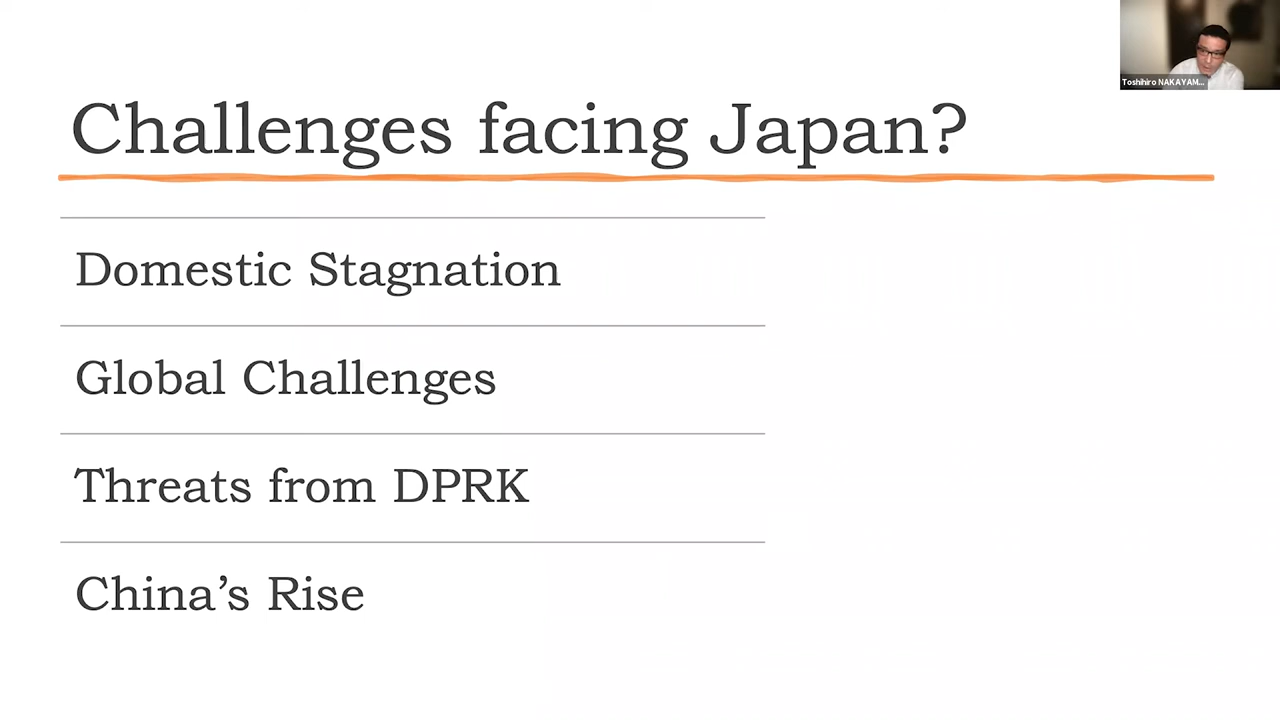 Challenges facing Japan?
Domestic Stagnation
Global Challenges
Threats from DPRK
China’s Rise
Toshihiro NAKAYAM...